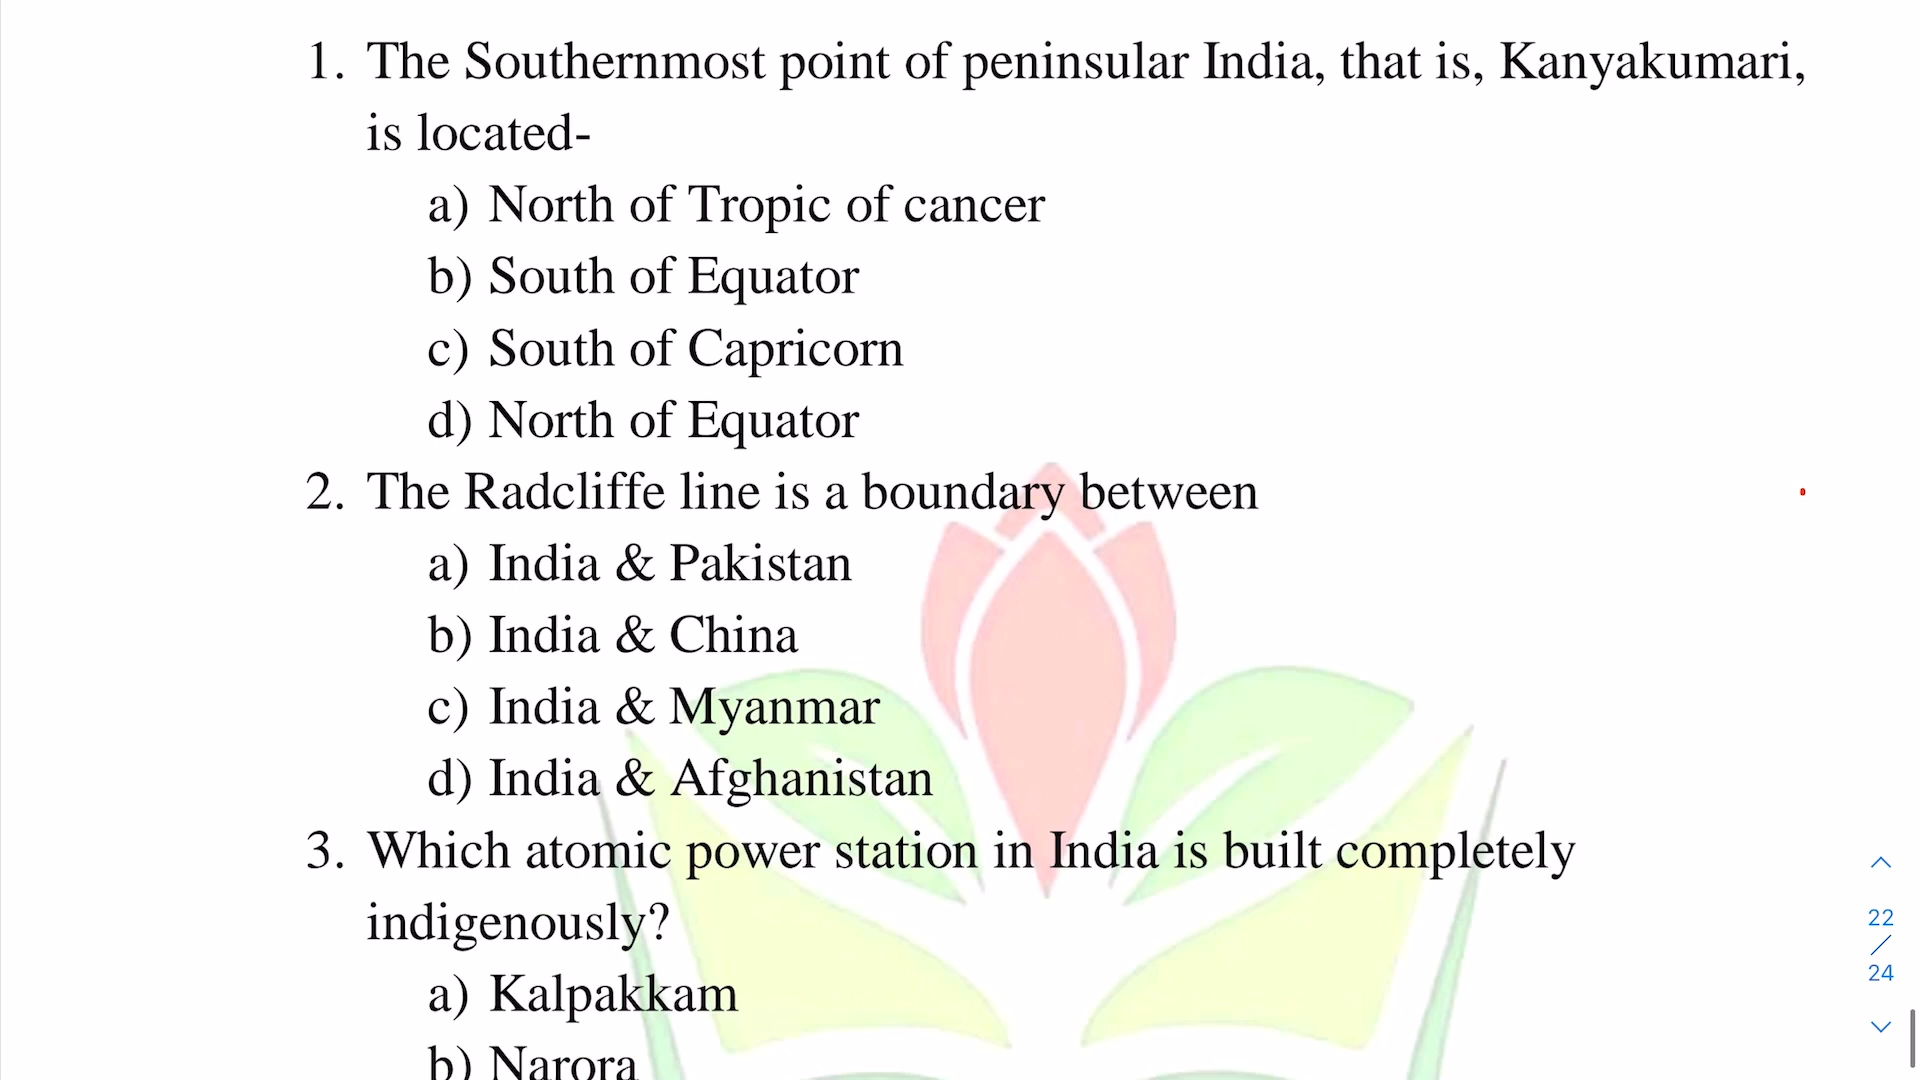 1. The Southernmost point of peninsular India, that is, Kanyakumari,
is located-
a) North of Tropic of cancer
b) South of Equator
c) South of Capricorn
d) North of Equator
2. The Radcliffe line is a boundary between
a) India & Pakistan
b) India & China
c) India & Myanmar
d) India & Afghanistan
3. Which atomic power station in India is built completely
indigenously?
a) Kalpakkam
b) Narora
22
/
24